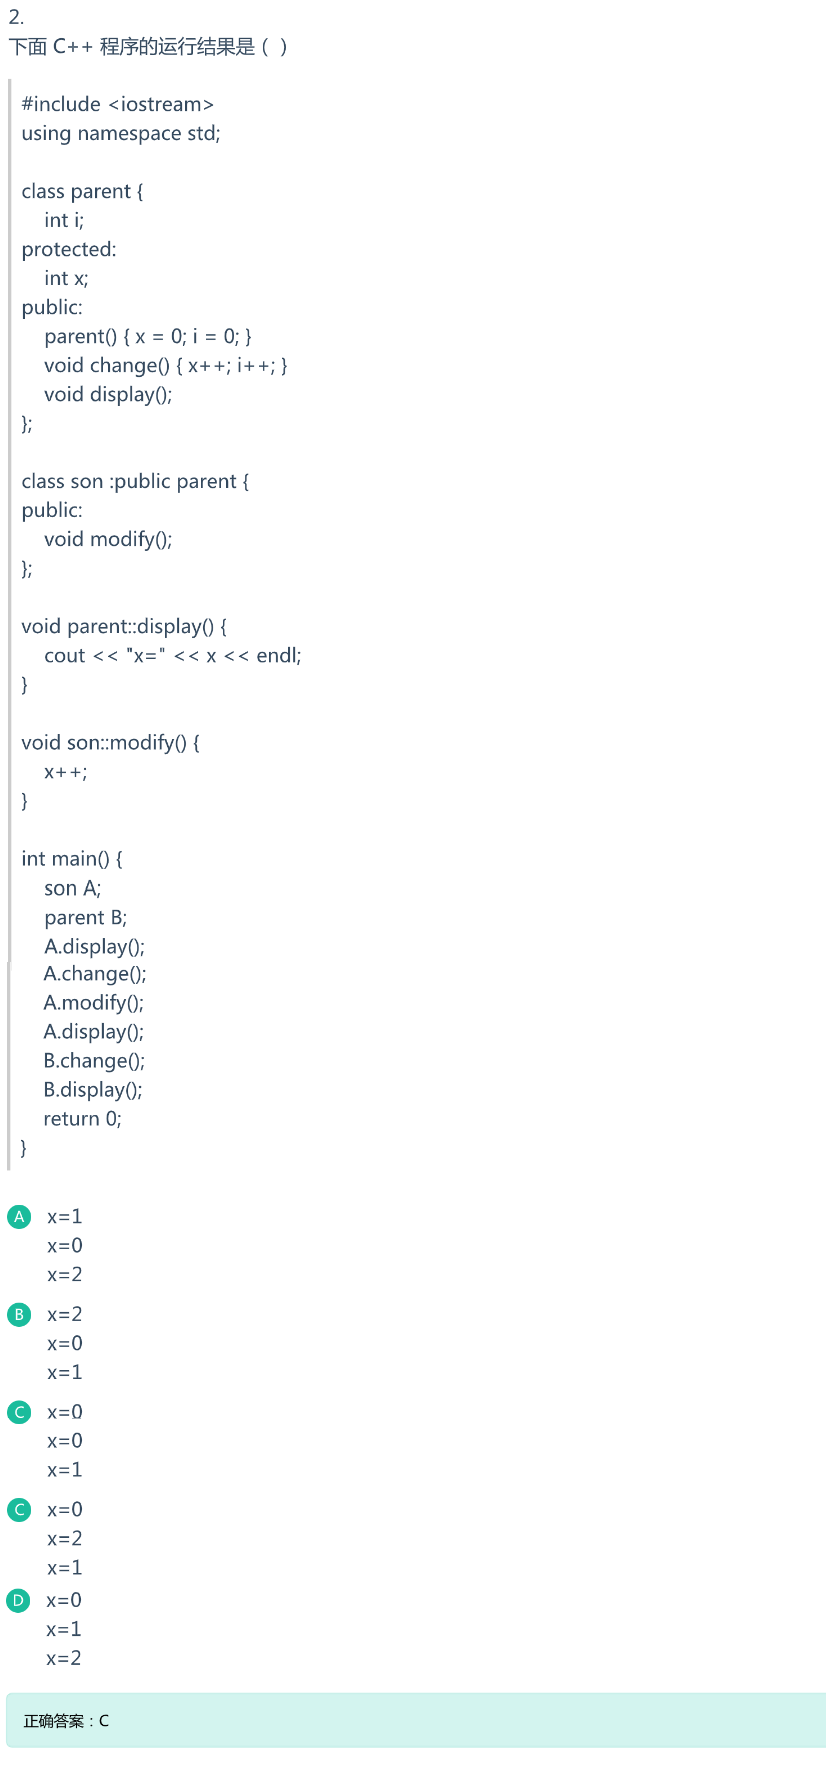 2.
下面 C++ 程序的运行结果是 ( )
#include <iostream>
using namespace std;
class parent {
int i;
protected:
int x;
public:
parent() { x = 0; i = 0; }
void change() { x++; i++; }
void display();
};
class son :public parent {
public:
void modify();
};
void parent::display() {
cout << "x=" << x << endl;
}
void son::modify() {
x++;
}
int main() {
son A;
parent B;
A.display();
A.change();
A.modify();
A.display();
B.change();
B.display();
return 0;
}
A x=1
x=0
x=2
B x=2
x=0
x=1
C x=0
x=0
x=1
C x=0
x=2
x=1
D x=0
x=1
x=2
正确答案：C